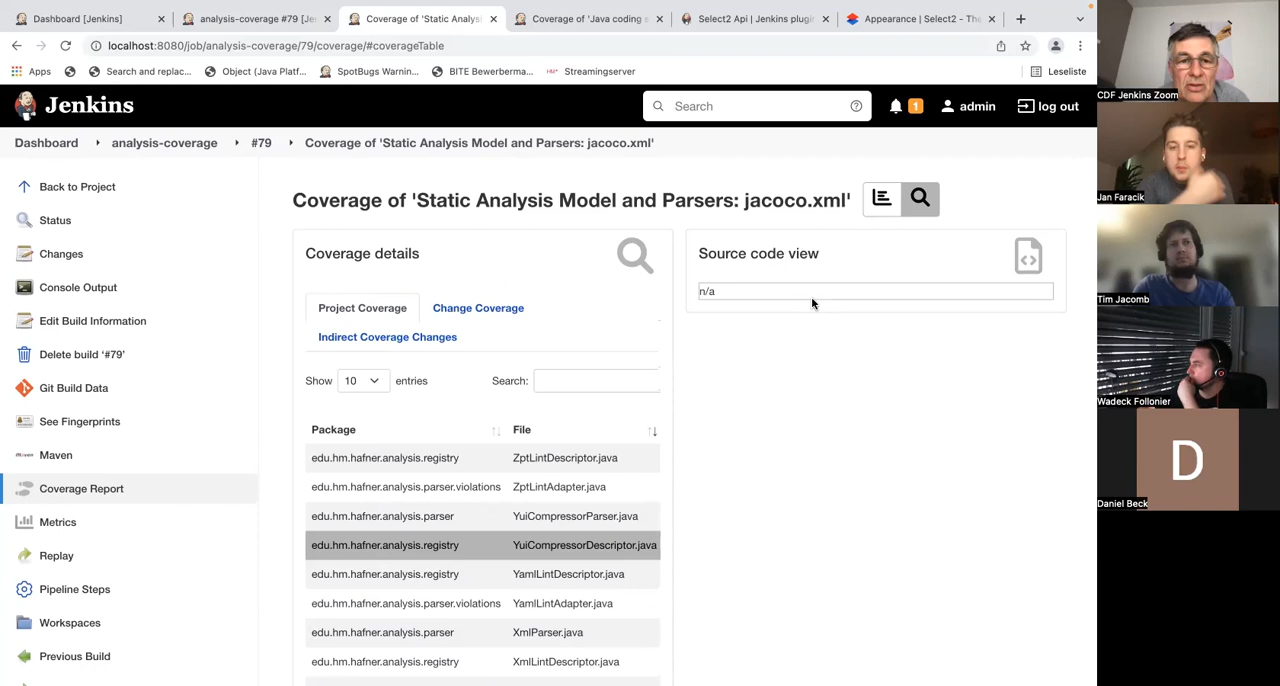 Dashboard [Jenkins]
analysis-coverage #79 [Jen
Coverage of 'Static Analysi
Coverage of 'Java coding s
Select2 Api | Jenkins plugin
Appearance | Select2 - The
localhost:8080/job/analysis-coverage/79/coverage/#coverageTable
Apps
Search and replac...
Object (Java Platf...
SpotBugs Warnin...
BITE Bewerberma...
Streamingserver
Leseliste
Jenkins
Search
1
admin
log out
Dashboard
analysis-coverage
#79
Coverage of 'Static Analysis Model and Parsers: jacoco.xml'
Back to Project
Status
Changes
Console Output
Edit Build Information
Delete build '#79'
Git Build Data
See Fingerprints
Maven
Coverage Report
Metrics
Replay
Pipeline Steps
Workspaces
Previous Build
Coverage of 'Static Analysis Model and Parsers: jacoco.xml'
Coverage details
Project Coverage Change Coverage
Indirect Coverage Changes
Show 10 entries Search:
Package File
edu.hm.hafner.analysis.registry ZptLintDescriptor.java
edu.hm.hafner.analysis.parser.violations ZptLintAdapter.java
edu.hm.hafner.analysis.parser YuiCompressorParser.java
edu.hm.hafner.analysis.registry YuiCompressorDescriptor.java
edu.hm.hafner.analysis.registry YamlLintDescriptor.java
edu.hm.hafner.analysis.parser.violations YamlLintAdapter.java
edu.hm.hafner.analysis.parser XmlParser.java
edu.hm.hafner.analysis.registry XmlLintDescriptor.java
Source code view
n/a
CDF Jenkins Zoom
Jan Faracik
Tim Jacomb
Wadeck Follonier
D
Daniel Beck